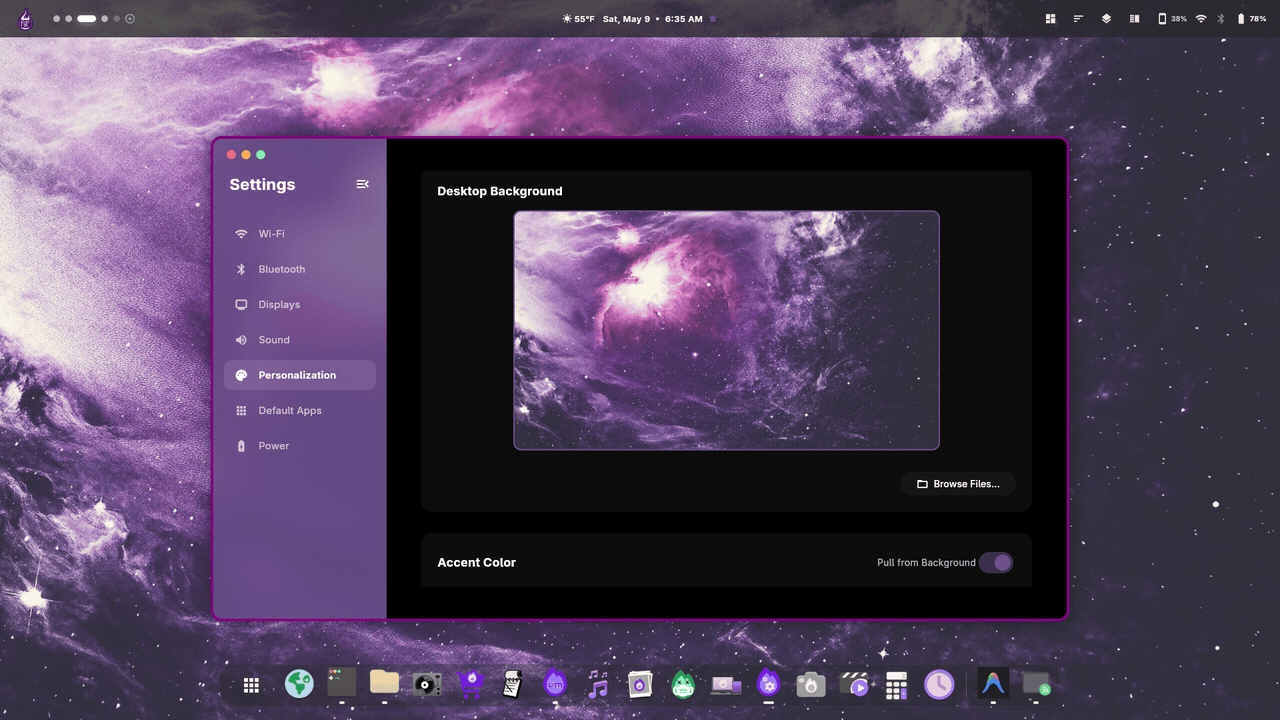 55°F Sat, May 9 • 6:35 AM
38%
78%
Settings
Wi-Fi
Bluetooth
Displays
Sound
Personalization
Default Apps
Power
Desktop Background
Browse Files...
Accent Color
Pull from Background